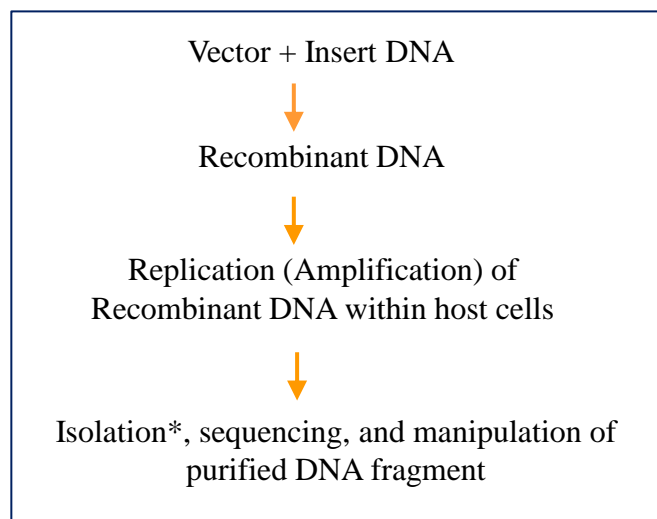 Vector + Insert DNA
Recombinant DNA
Replication (Amplification) of
Recombinant DNA within host cells
Isolation*, sequencing, and manipulation of
purified DNA fragment